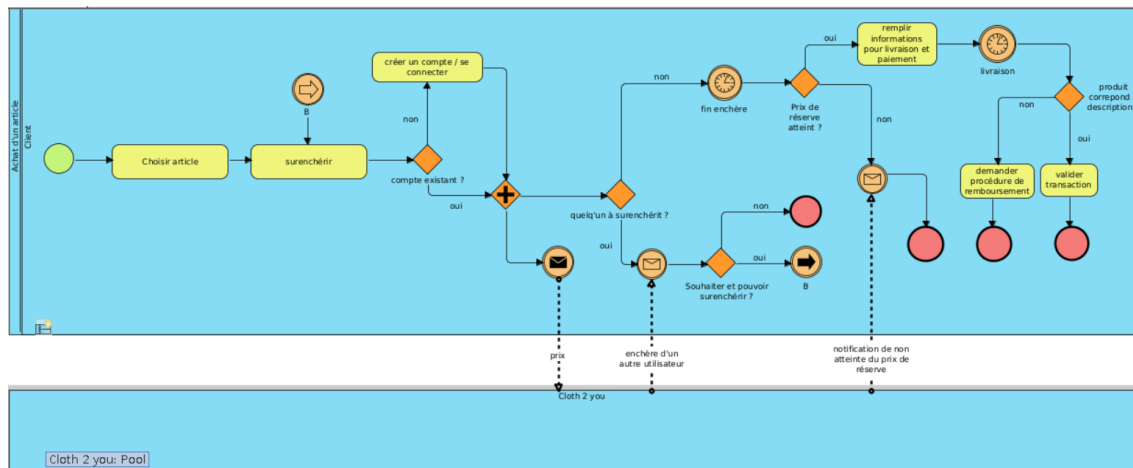 Achat d'un article
Client
Choisir article
B
surenchérir
créer un compte / se
connecter
non
compte existant ?
oui
prix
quelq'un à surenchérit ?
non
oui
enchère d'un
autre utilisateur
Souhaiter et pouvoir
surenchérir ?
non
oui
B
fin enchère
Prix de
réserve
atteint ?
oui
non
remplir
informations
pour livraison et
paiement
livraison
produit
correpond
description
non
oui
demander
procédure de
remboursement
valider
transaction
notification de non
atteinte du prix de
réserve
Cloth 2 you
Cloth 2 you: Pool